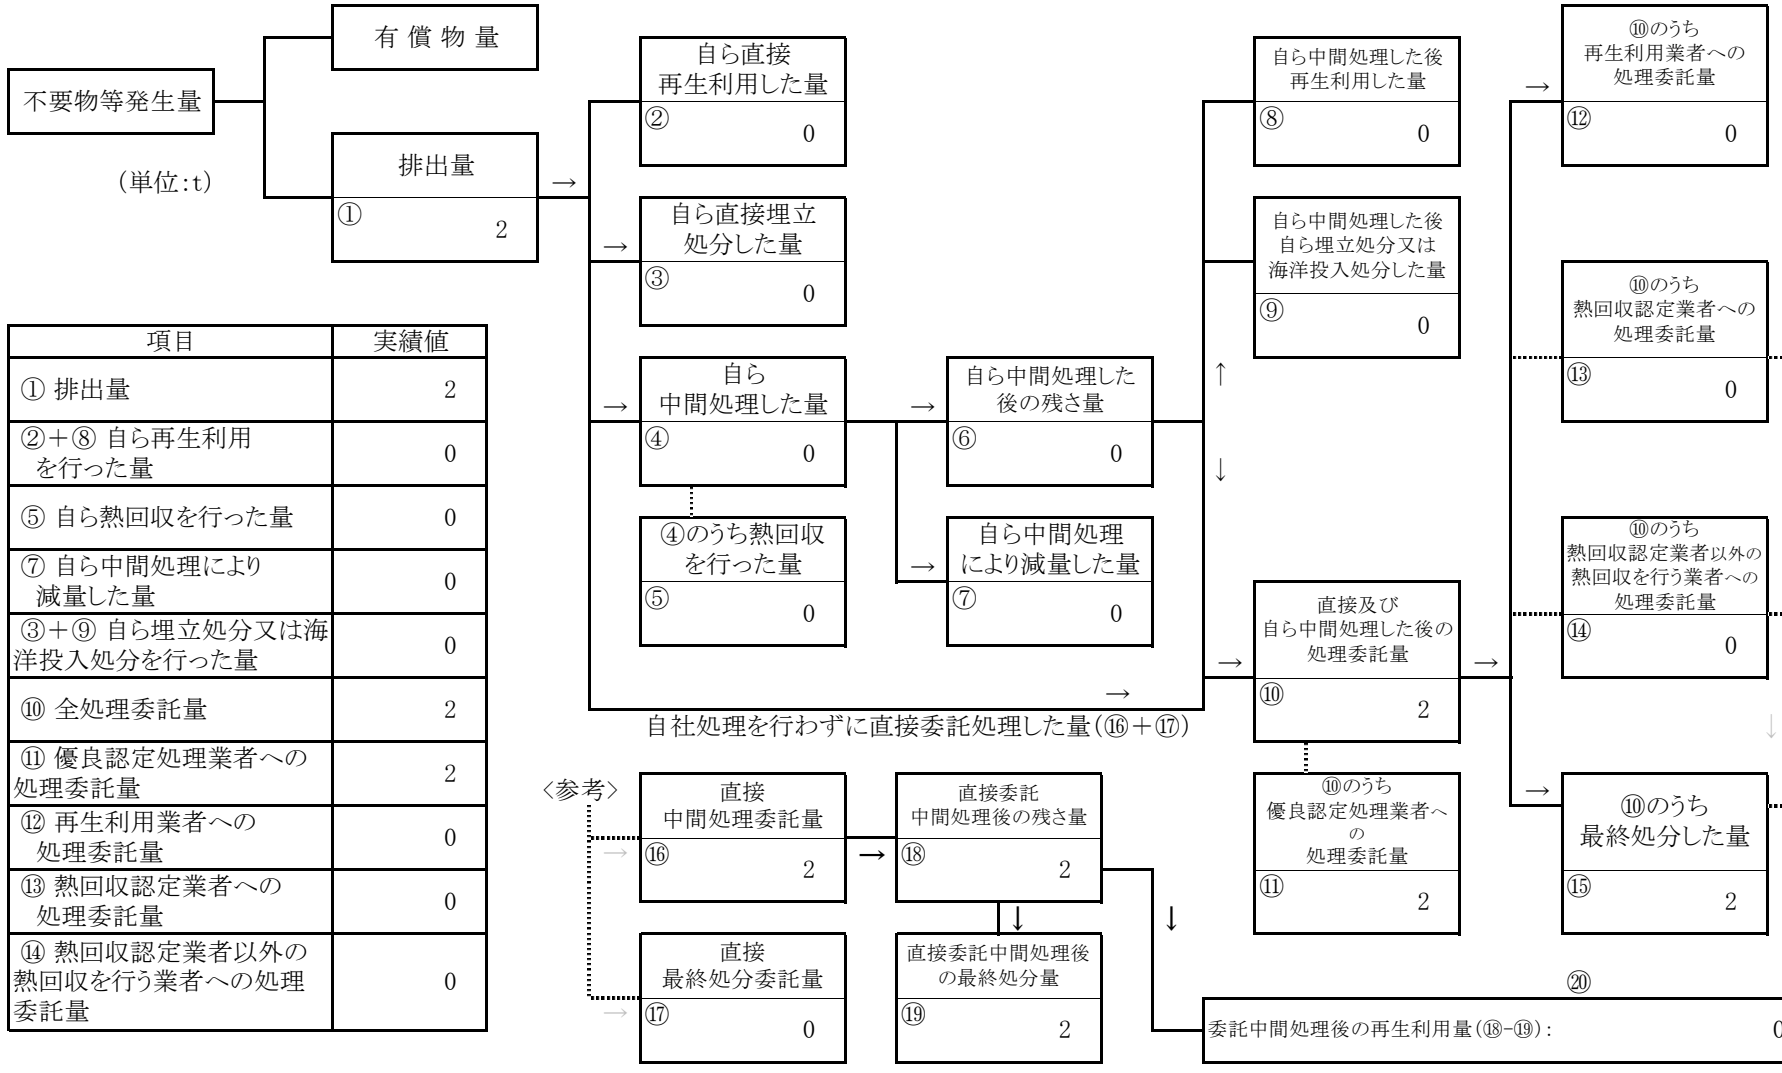 有 償 物 量
不要物等発生量
(単位:t)
排出量
①
2
→
自ら直接
再生利用した量
②
0
→
自ら直接埋立
処分した量
③
0
→
自ら
中間処理した量
④
0
④のうち熱回収
を行った量
⑤
0
→
自ら中間処理した
後の残さ量
⑥
0
→
自ら中間処理
により減量した量
⑦
0
自ら中間処理した後
再生利用した量
⑧
0
自ら中間処理した後
自ら埋立処分又は
海洋投入処分した量
⑨
0
↑
↓
→
→
自社処理を行わずに直接委託処理した量(⑯+⑰)
直接及び
自ら中間処理した後の
処理委託量
⑩
2
⑩のうち
優良認定処理業者へ
の
処理委託量
⑪
2
→
→
⑩のうち
再生利用業者への
処理委託量
⑫
0
⑩のうち
熱回収認定業者への
処理委託量
⑬
0
⑩のうち
熱回収認定業者以外の
熱回収を行う業者への
処理委託量
⑭
0
↓
→
⑩のうち
最終処分した量
⑮
2
項目 実績値
① 排出量 2
②+⑧ 自ら再生利用
を行った量 0
⑤ 自ら熱回収を行った量 0
⑦ 自ら中間処理により
減量した量 0
③+⑨ 自ら埋立処分又は海
洋投入処分を行った量 0
⑩ 全処理委託量 2
⑪ 優良認定処理業者への
処理委託量 2
⑫ 再生利用業者への
処理委託量 0
⑬ 熱回収認定業者への
処理委託量 0
⑭ 熱回収認定業者以外の
熱回収を行う業者への処理
委託量 0
<参考>
→
直接
中間処理委託量
⑯
2
→
直接委託
中間処理後の残さ量
⑱
2
↓
↓
→
直接
最終処分委託量
⑰
0
直接委託中間処理後
の最終処分量
⑲
2
⑳
委託中間処理後の再生利用量(⑱-⑲): 0